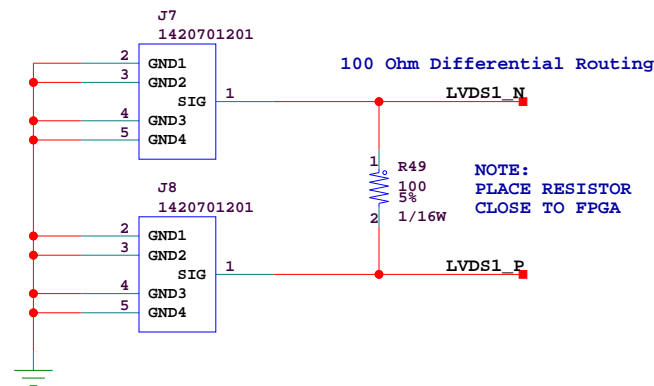 J7
1420701201
2 GND1
3 GND2
SIG 1
4 GND3
5 GND4
100 Ohm Differential Routing
LVDS1_N
1
R49
100
5%
1/16W
2
NOTE:
PLACE RESISTOR
CLOSE TO FPGA
J8
1420701201
2 GND1
3 GND2
SIG 1
4 GND3
5 GND4
LVDS1_P